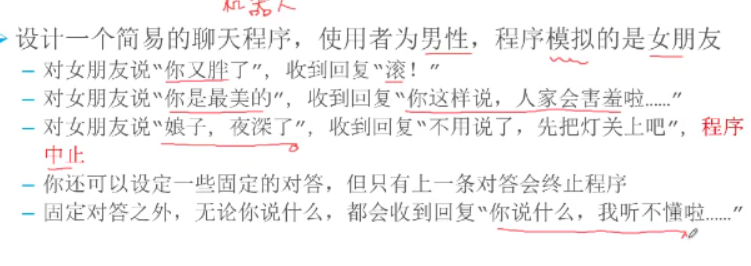 机器人
设计一个简易的聊天程序，使用者为男性，程序模拟的是女朋友
– 对女朋友说“你又胖了”，收到回复“滚！”
– 对女朋友说“你是最美的”，收到回复“你这样说，人家会害羞啦……”
– 对女朋友说“娘子，夜深了”，收到回复“不用说了，先把灯关上吧”，程序
中止
– 你还可以设定一些固定的对答，但只有上一条对答会终止程序
– 固定对答之外，无论你说什么，都会收到回复“你说什么，我听不懂啦……”